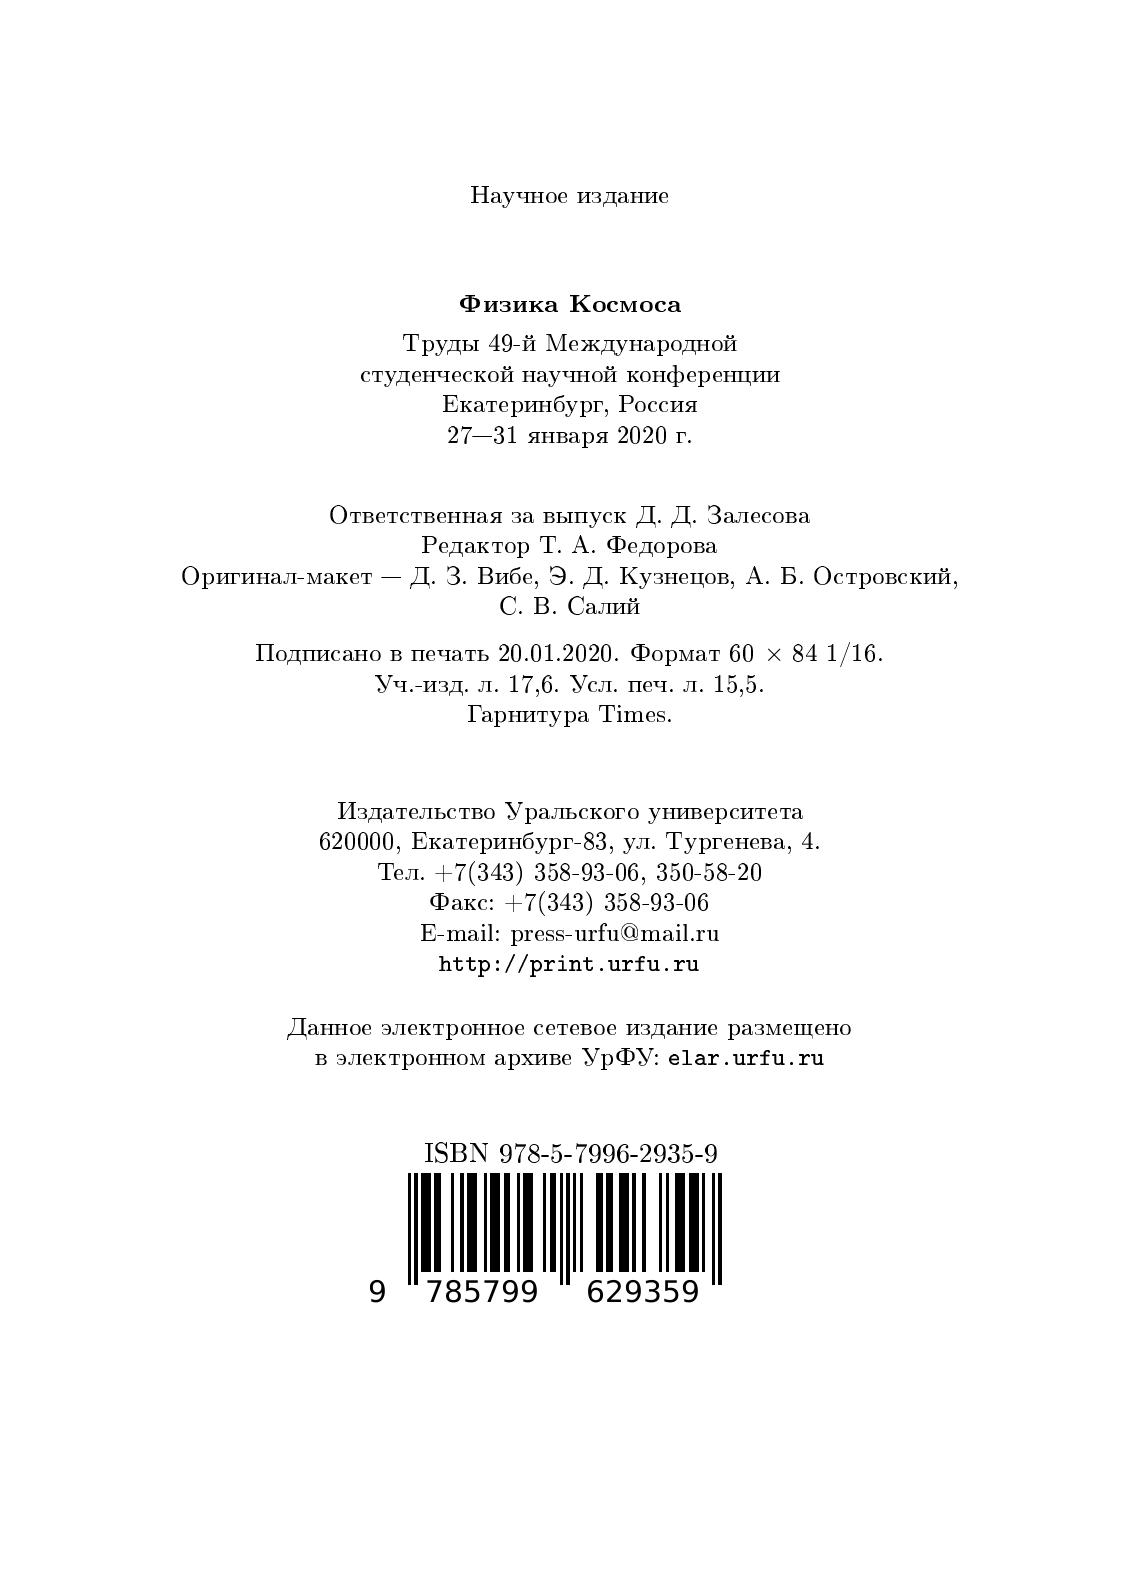 Научное издание
Физика Космоса
Труды 49-й Международной
студенческой научной конференции
Екатеринбург, Россия
27—31 января 2020 г.
Ответственная за выпуск Д. Д. Залесова
Редактор Т. А. Федорова
Оригинал-макет — Д. З. Вибе, Э. Д. Кузнецов, А. Б. Островский,
С. В. Салий
Подписано в печать 20.01.2020. Формат 60 × 84 1/16.
Уч.-изд. л. 17,6. Усл. печ. л. 15,5.
Гарнитура Times.
Издательство Уральского университета
620000, Екатеринбург-83, ул. Тургенева, 4.
Тел. +7(343) 358-93-06, 350-58-20
Факс: +7(343) 358-93-06
E-mail: press-urfu@mail.ru
http://print.urfu.ru
Данное электронное сетевое издание размещено
в электронном архиве УрФУ: elar.urfu.ru
ISBN 978-5-7996-2935-9
9 785799 629359